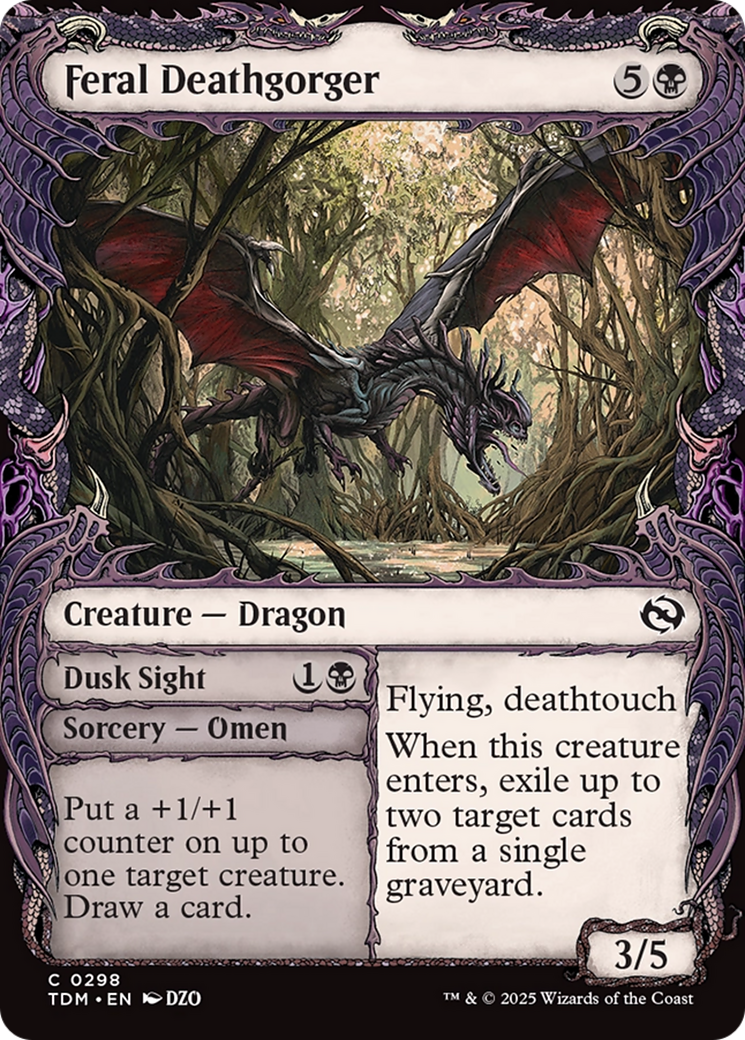 Feral Deathgorger 5
Creature — Dragon
Dusk Sight 1
Sorcery — Omen
Put a +1/+1
counter on up to
one target creature.
Draw a card.
Flying, deathtouch
When this creature
enters, exile up to
two target cards
from a single
graveyard.
3/5
C 0298
TDM • EN DZO
™ & © 2025 Wizards of the Coast